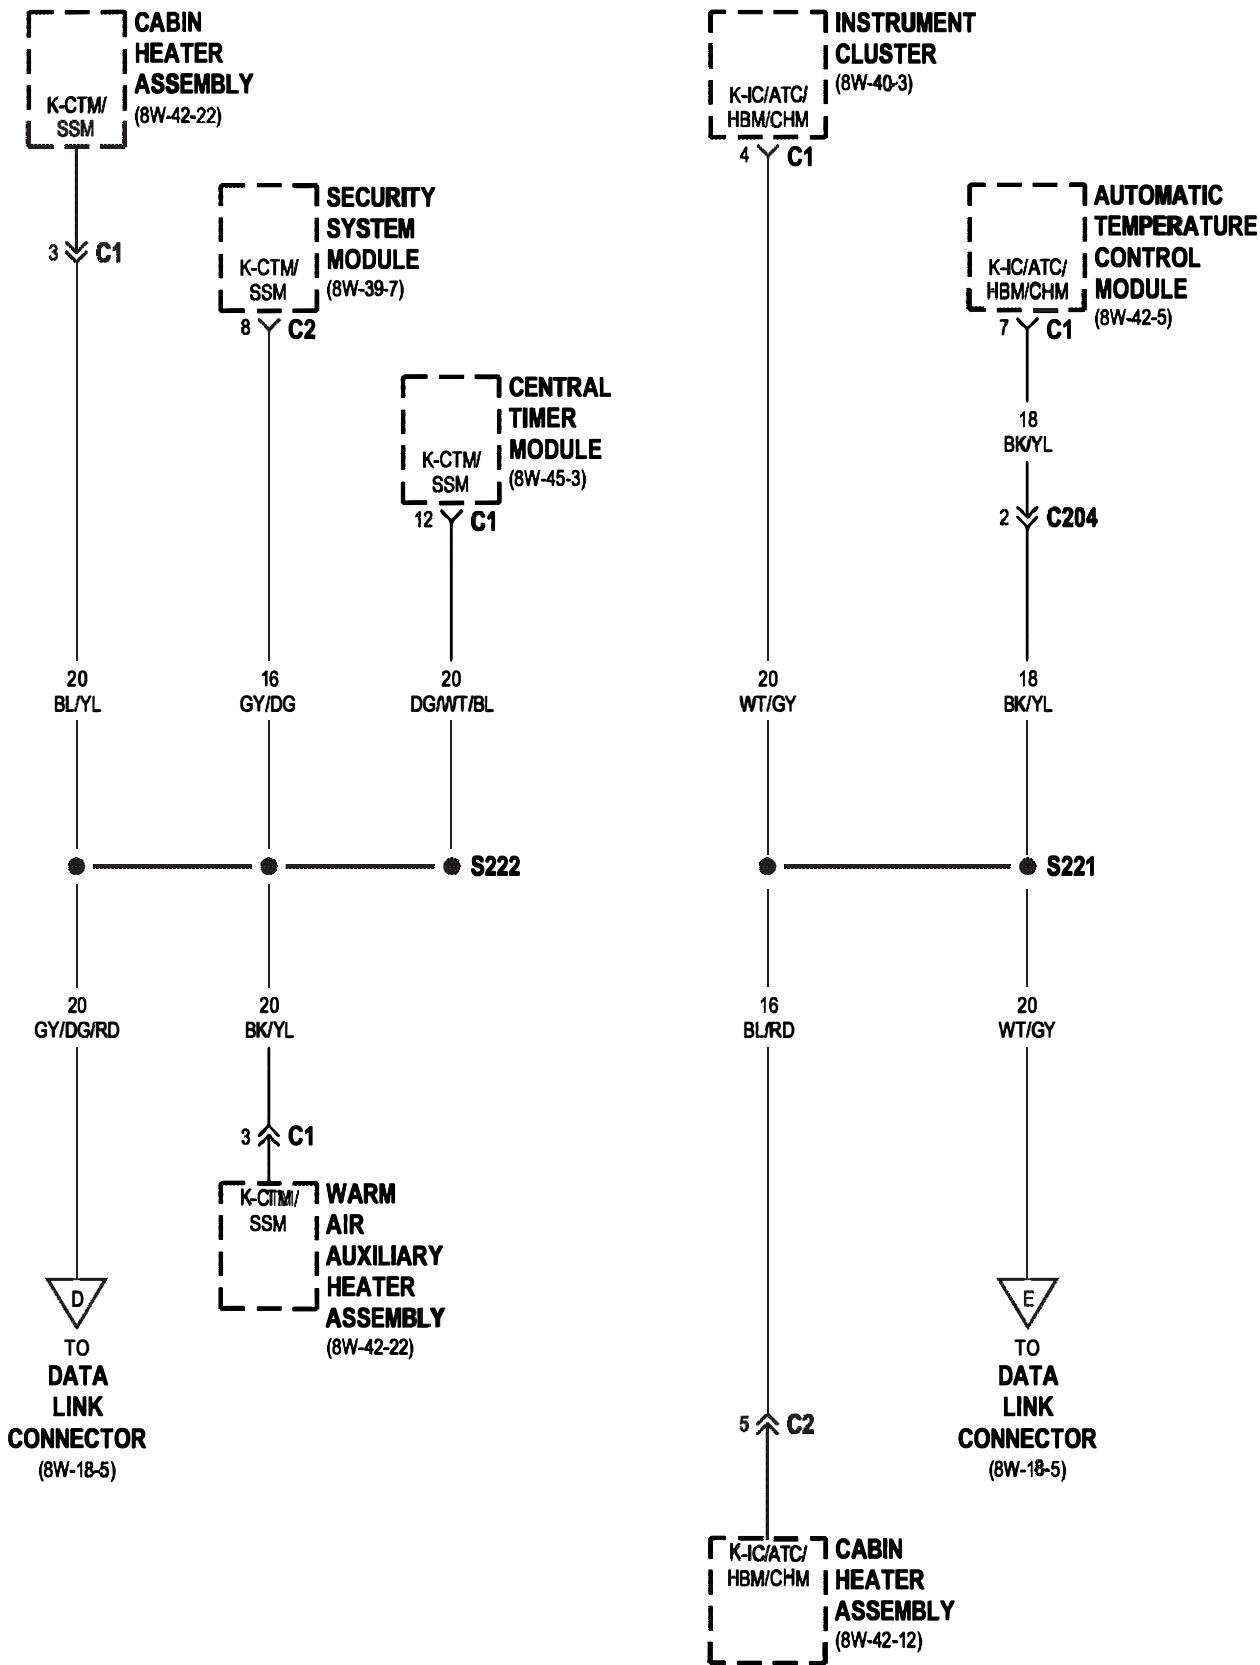 CABIN
HEATER
ASSEMBLY
(8W-42-22)
K-CTM/
SSM
3 C1
SECURITY
SYSTEM
MODULE
(8W-39-7)
K-CTM/
SSM
8 C2
CENTRAL
TIMER
MODULE
(8W-45-3)
K-CTM/
SSM
12 C1
20
BL/YL
16
GY/DG
20
DG/WT/BL
S222
20
GY/DG/RD
20
BK/YL
3 C1
K-CTM/
SSM
WARM
AIR
AUXILIARY
HEATER
ASSEMBLY
(8W-42-22)
D
TO
DATA
LINK
CONNECTOR
(8W-18-5)
INSTRUMENT
CLUSTER
(8W-40-3)
K-IC/ATC/
HBM/CHM
4 C1
AUTOMATIC
TEMPERATURE
CONTROL
MODULE
(8W-42-5)
K-IC/ATC/
HBM/CHM
7 C1
18
BK/YL
2 C204
20
WT/GY
18
BK/YL
S221
16
BL/RD
20
WT/GY
E
TO
DATA
LINK
CONNECTOR
(8W-18-5)
5 C2
K-IC/ATC/
HBM/CHM
CABIN
HEATER
ASSEMBLY
(8W-42-12)